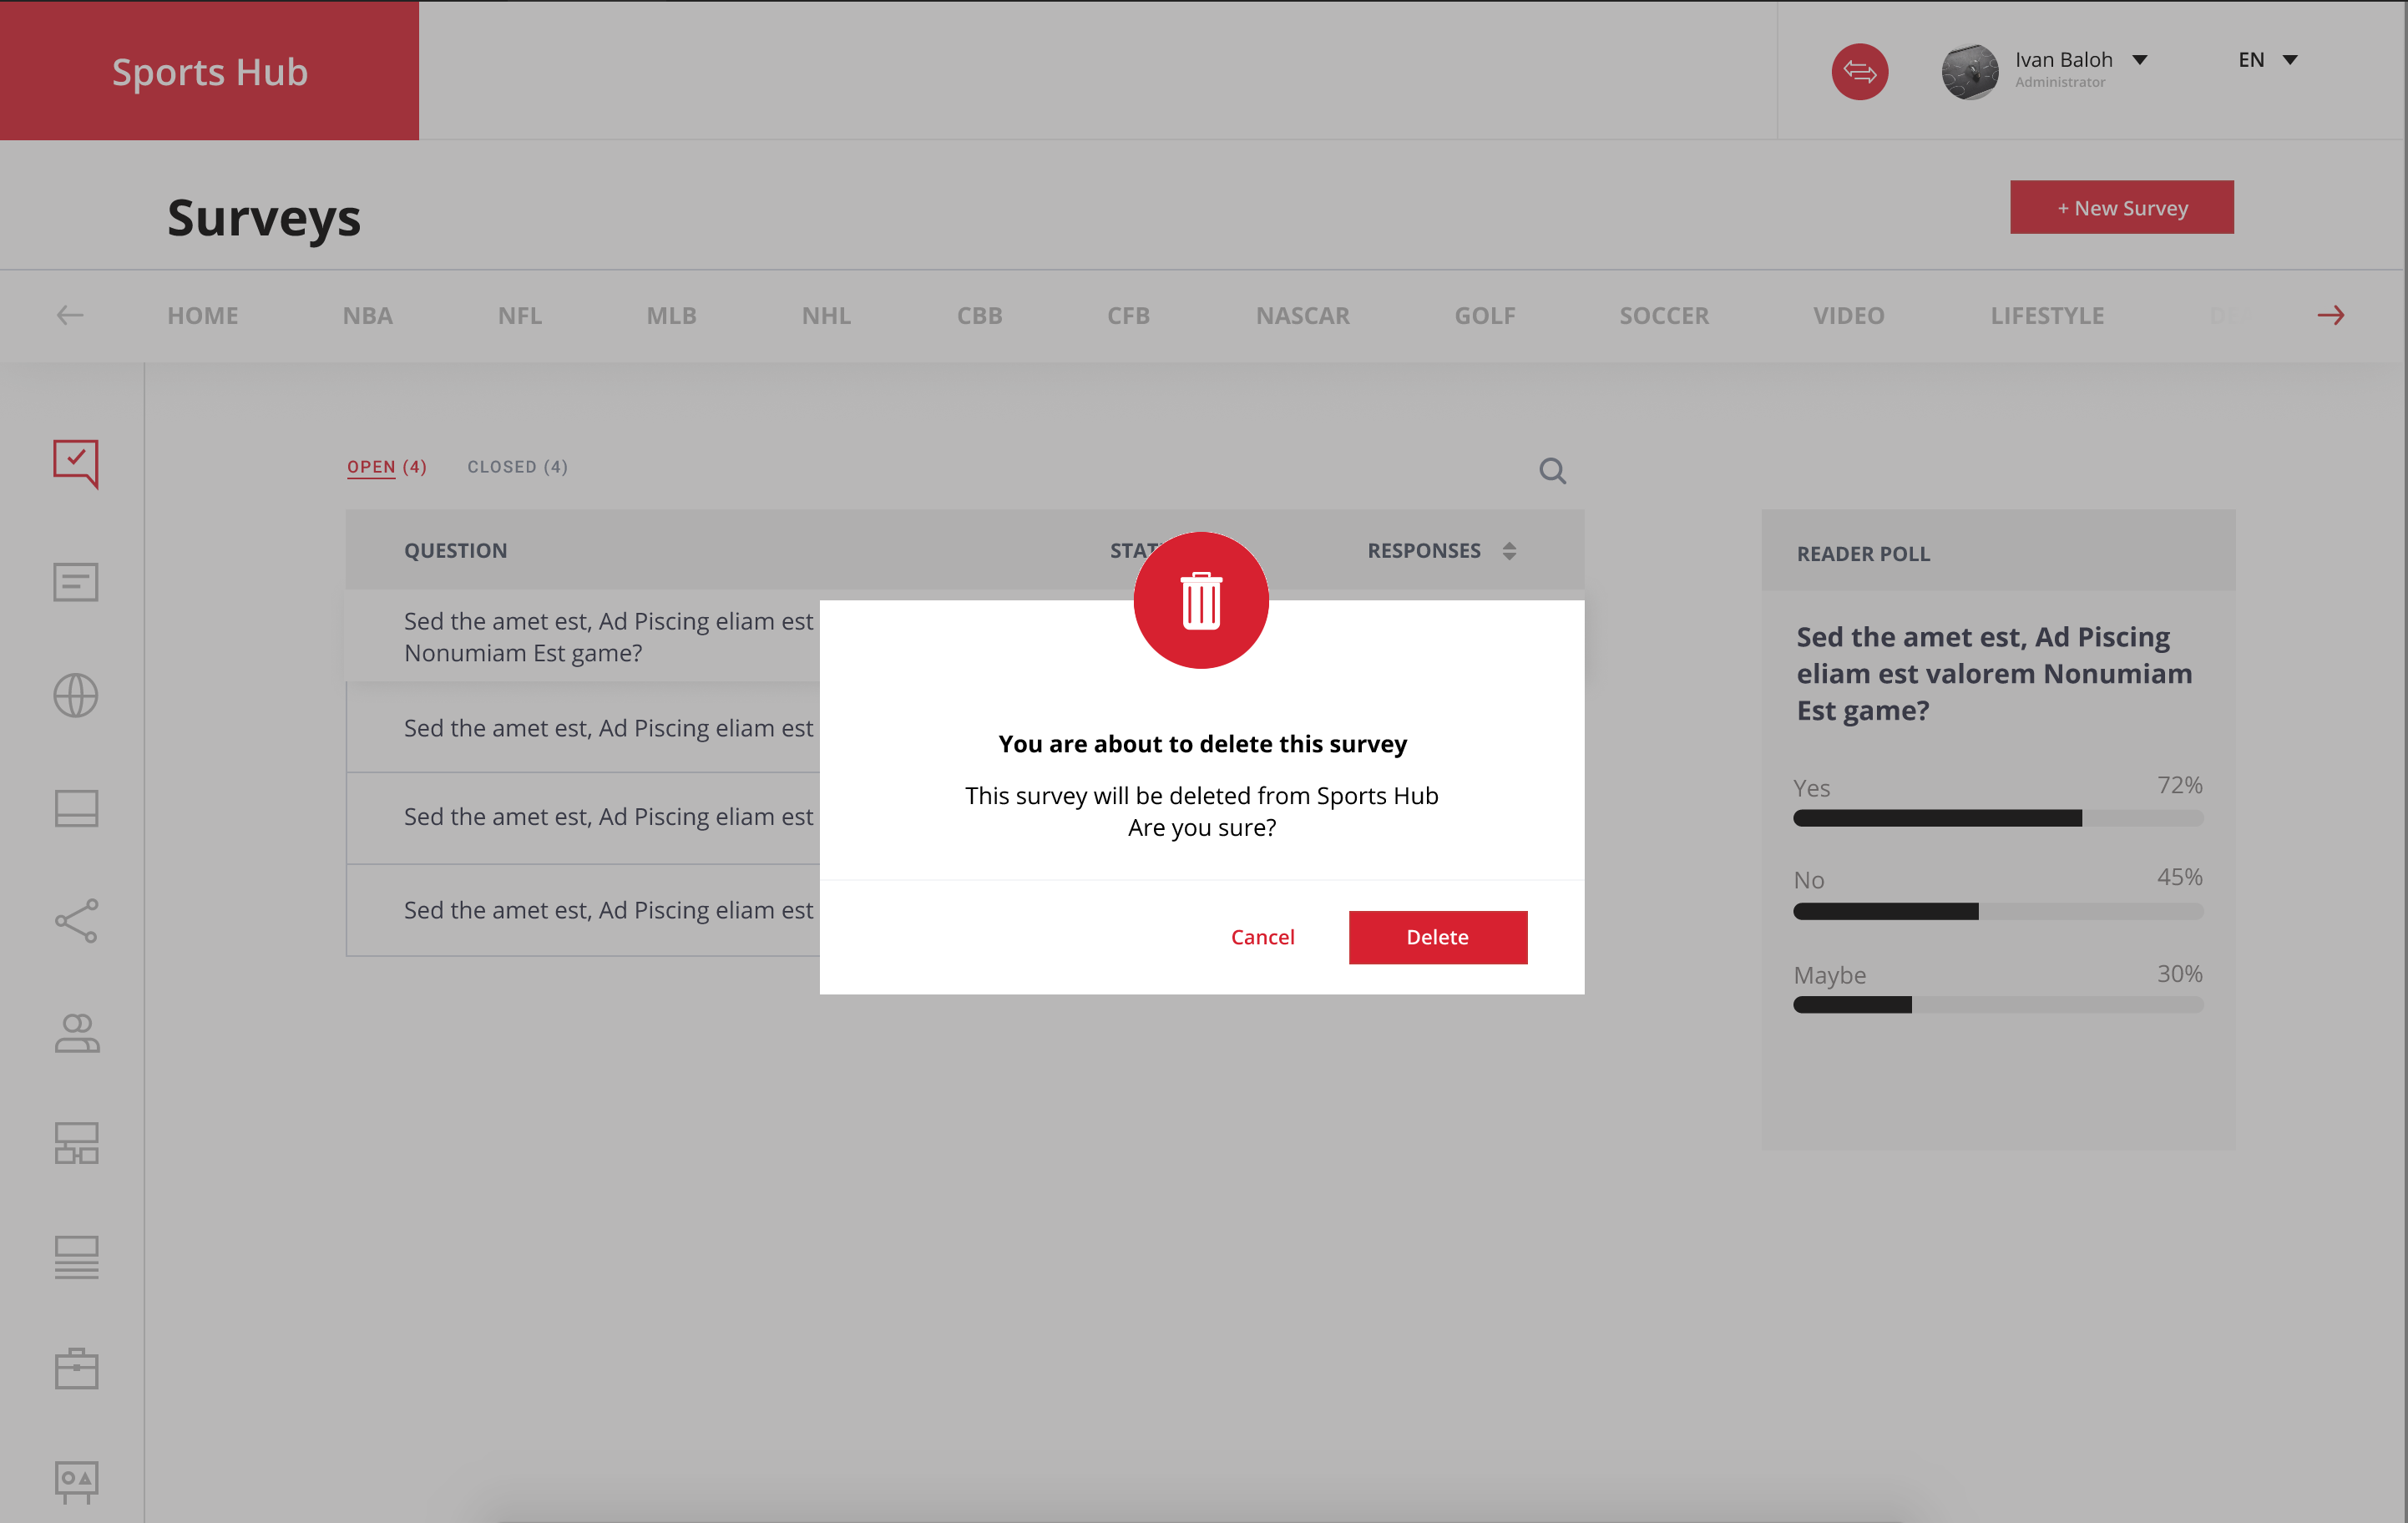 Sports Hub
Ivan Baloh
Administrator
EN
Surveys
+ New Survey
HOME NBA NFL MLB NHL CBB CFB NASCAR GOLF SOCCER VIDEO LIFESTYLE
OPEN (4) CLOSED (4)
QUESTION STAT RESPONSES
Sed the amet est, Ad Piscing eliam est
Nonumiam Est game?
Sed the amet est, Ad Piscing eliam est
Sed the amet est, Ad Piscing eliam est
Sed the amet est, Ad Piscing eliam est
You are about to delete this survey
This survey will be deleted from Sports Hub
Are you sure?
Cancel Delete
READER POLL
Sed the amet est, Ad Piscing
eliam est valorem Nonumiam
Est game?
Yes 72%
No 45%
Maybe 30%